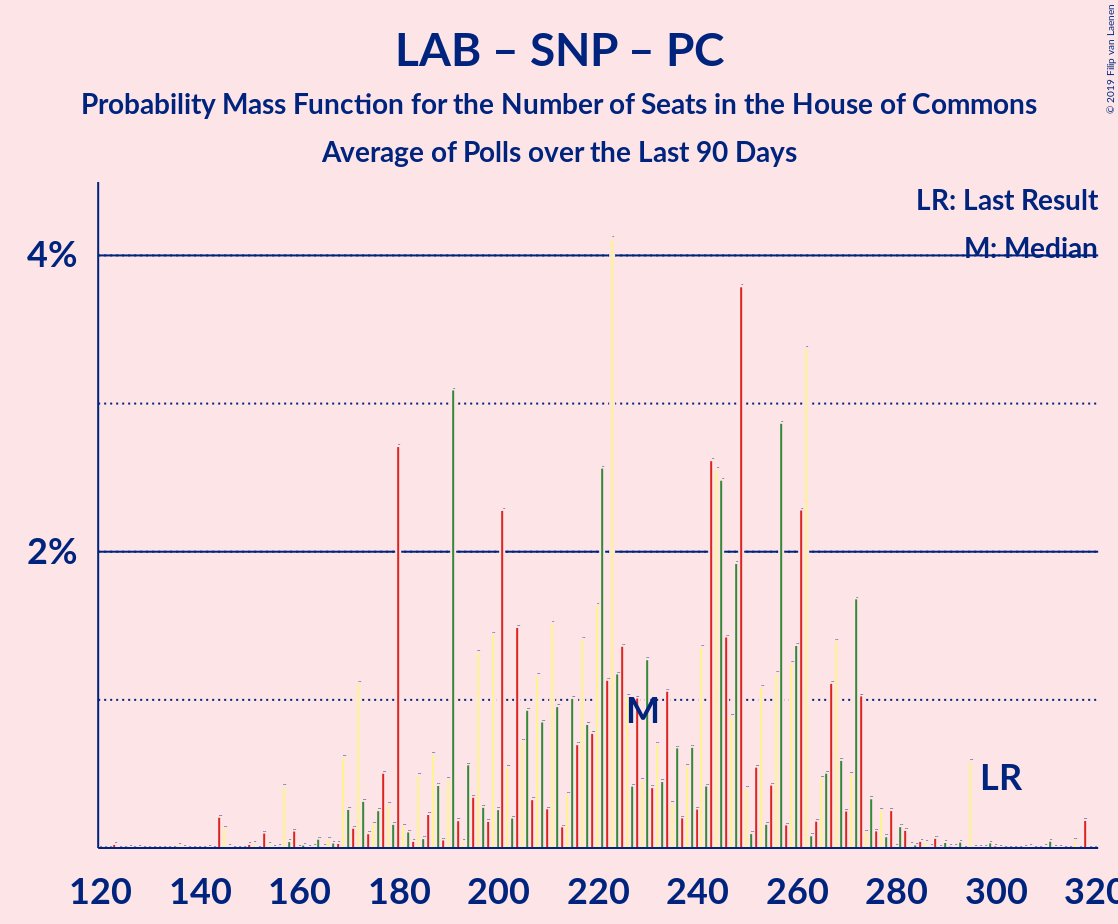 LAB – SNP – PC
Probability Mass Function for the Number of Seats in the House of Commons
Average of Polls over the Last 90 Days
© 2019 Filip van Laenen
LR: Last Result
M: Median
4%
2%
M
LR
120 140 160 180 200 220 240 260 280 300 320